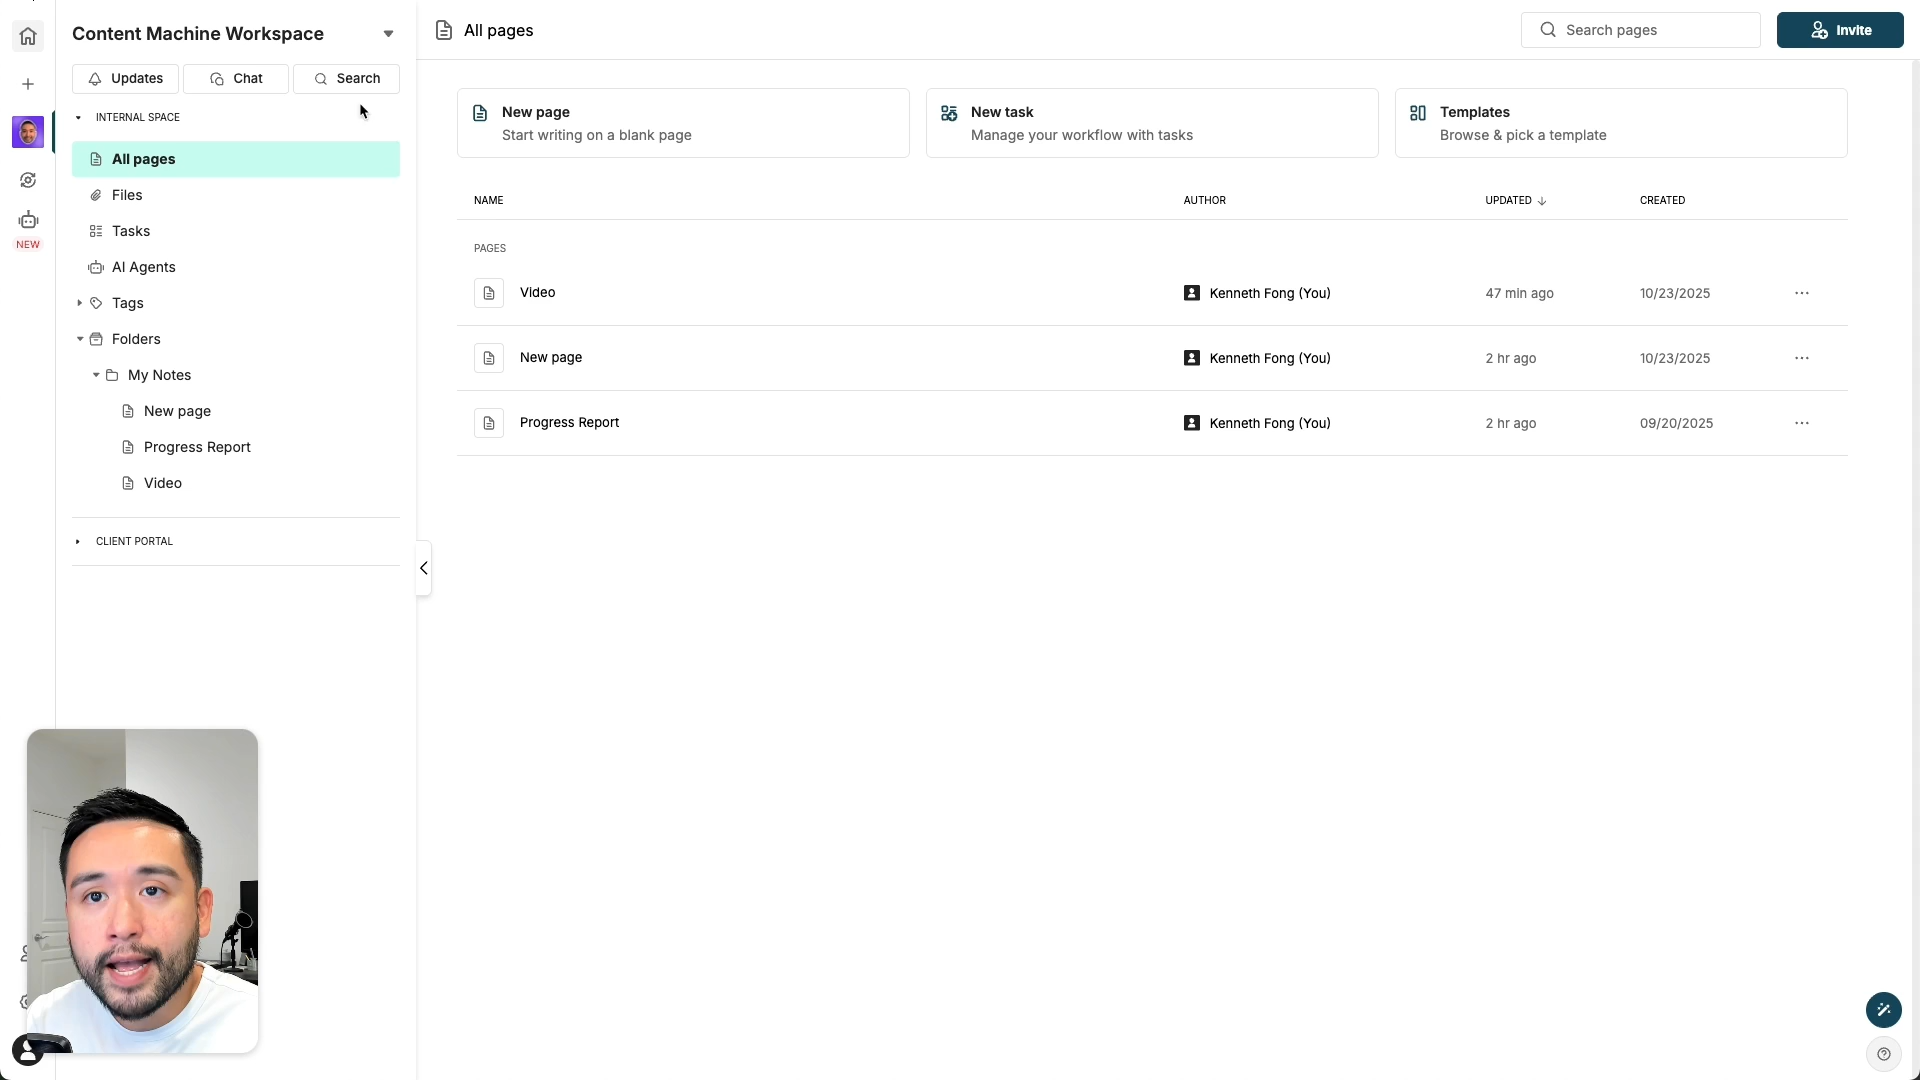 Content Machine Workspace
Updates
Chat
Search
INTERNAL SPACE
All pages
Files
Tasks
AI Agents
Tags
Folders
My Notes
New page
Progress Report
Video
CLIENT PORTAL
NEW
All pages
Search pages
Invite
New page
Start writing on a blank page
New task
Manage your workflow with tasks
Templates
Browse & pick a template
NAME AUTHOR UPDATED CREATED
PAGES
Video Kenneth Fong (You) 47 min ago 10/23/2025
New page Kenneth Fong (You) 2 hr ago 10/23/2025
Progress Report Kenneth Fong (You) 2 hr ago 09/20/2025